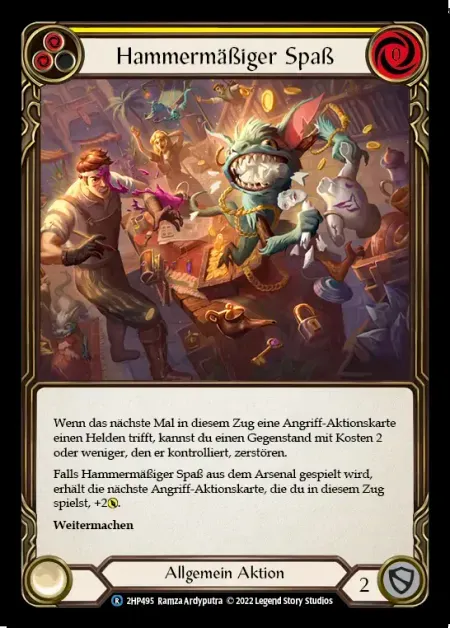 Hammermäßiger Spaß
0
Wenn das nächste Mal in diesem Zug eine Angriff-Aktionskarte
einen Helden trifft, kannst du einen Gegenstand mit Kosten 2
oder weniger, den er kontrolliert, zerstören.
Falls Hammermäßiger Spaß aus dem Arsenal gespielt wird,
erhält die nächste Angriff-Aktionskarte, die du in diesem Zug
spielst, +2.
Weitermachen
Allgemein Aktion
2
R 2HP495 Ramza Ardyputra © 2022 Legend Story Studios